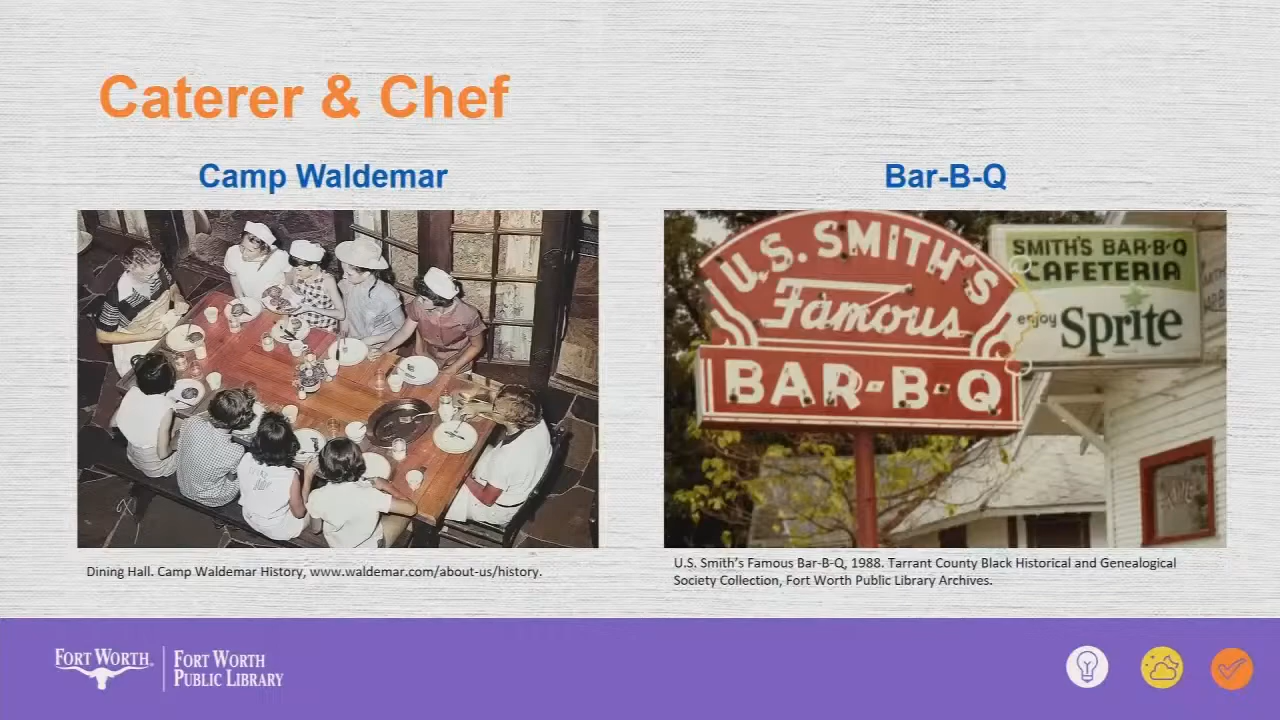 Caterer & Chef
Camp Waldemar
Bar-B-Q
U.S. SMITH'S
Famous
BAR-B-Q
SMITH'S BAR-B-Q
CAFETERIA
enjoy Sprite
Dining Hall. Camp Waldemar History, www.waldemar.com/about-us/history.
U.S. Smith's Famous Bar-B-Q, 1988. Tarrant County Black Historical and Genealogical
Society Collection, Fort Worth Public Library Archives.
FORT WORTH
FORT WORTH
PUBLIC LIBRARY